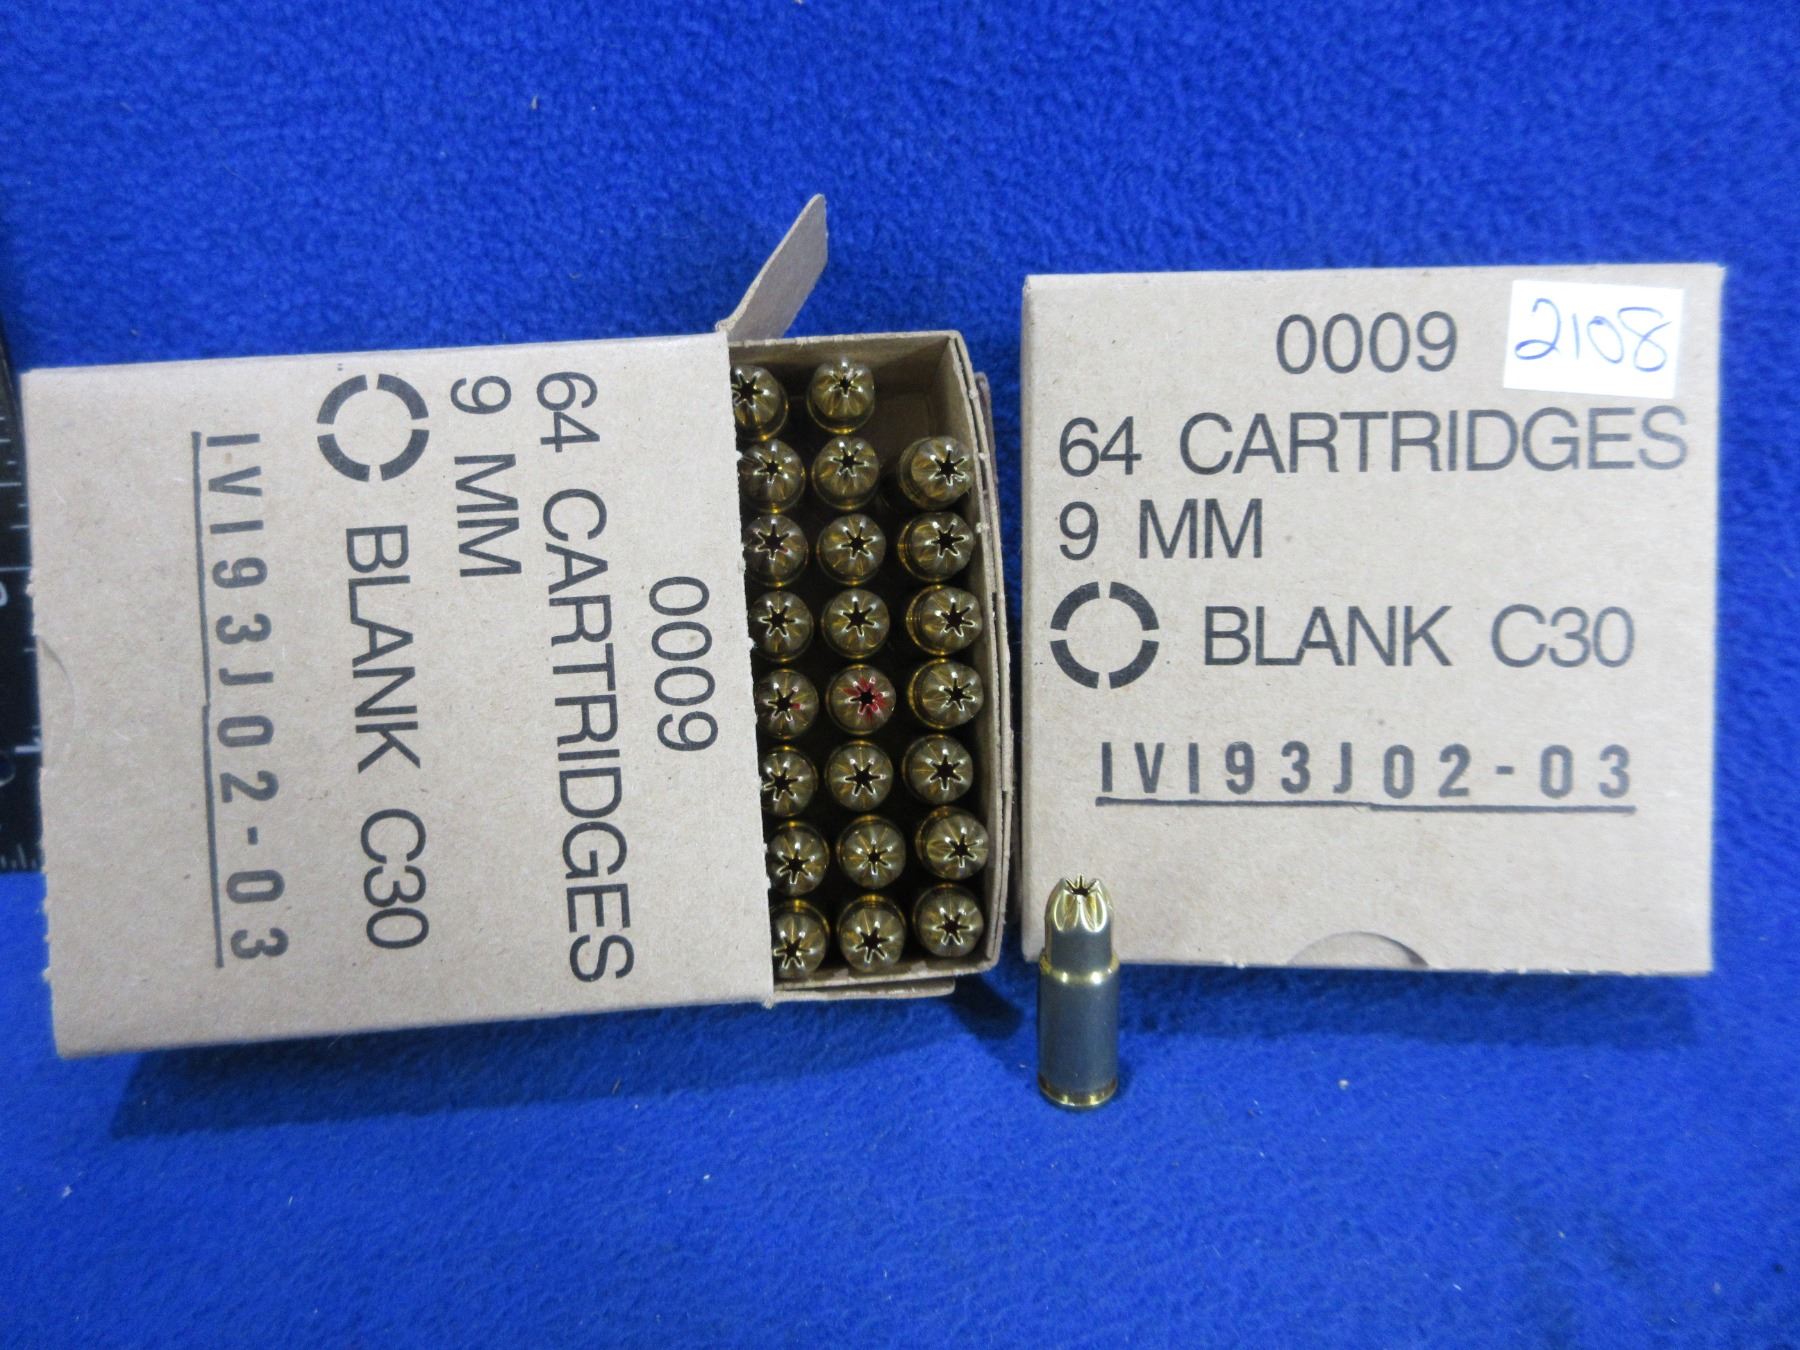 0009
64 CARTRIDGES
9 MM
BLANK C30
IVI93J02-03
0009
64 CARTRIDGES
9 MM
BLANK C30
IVI93J02-03
2108